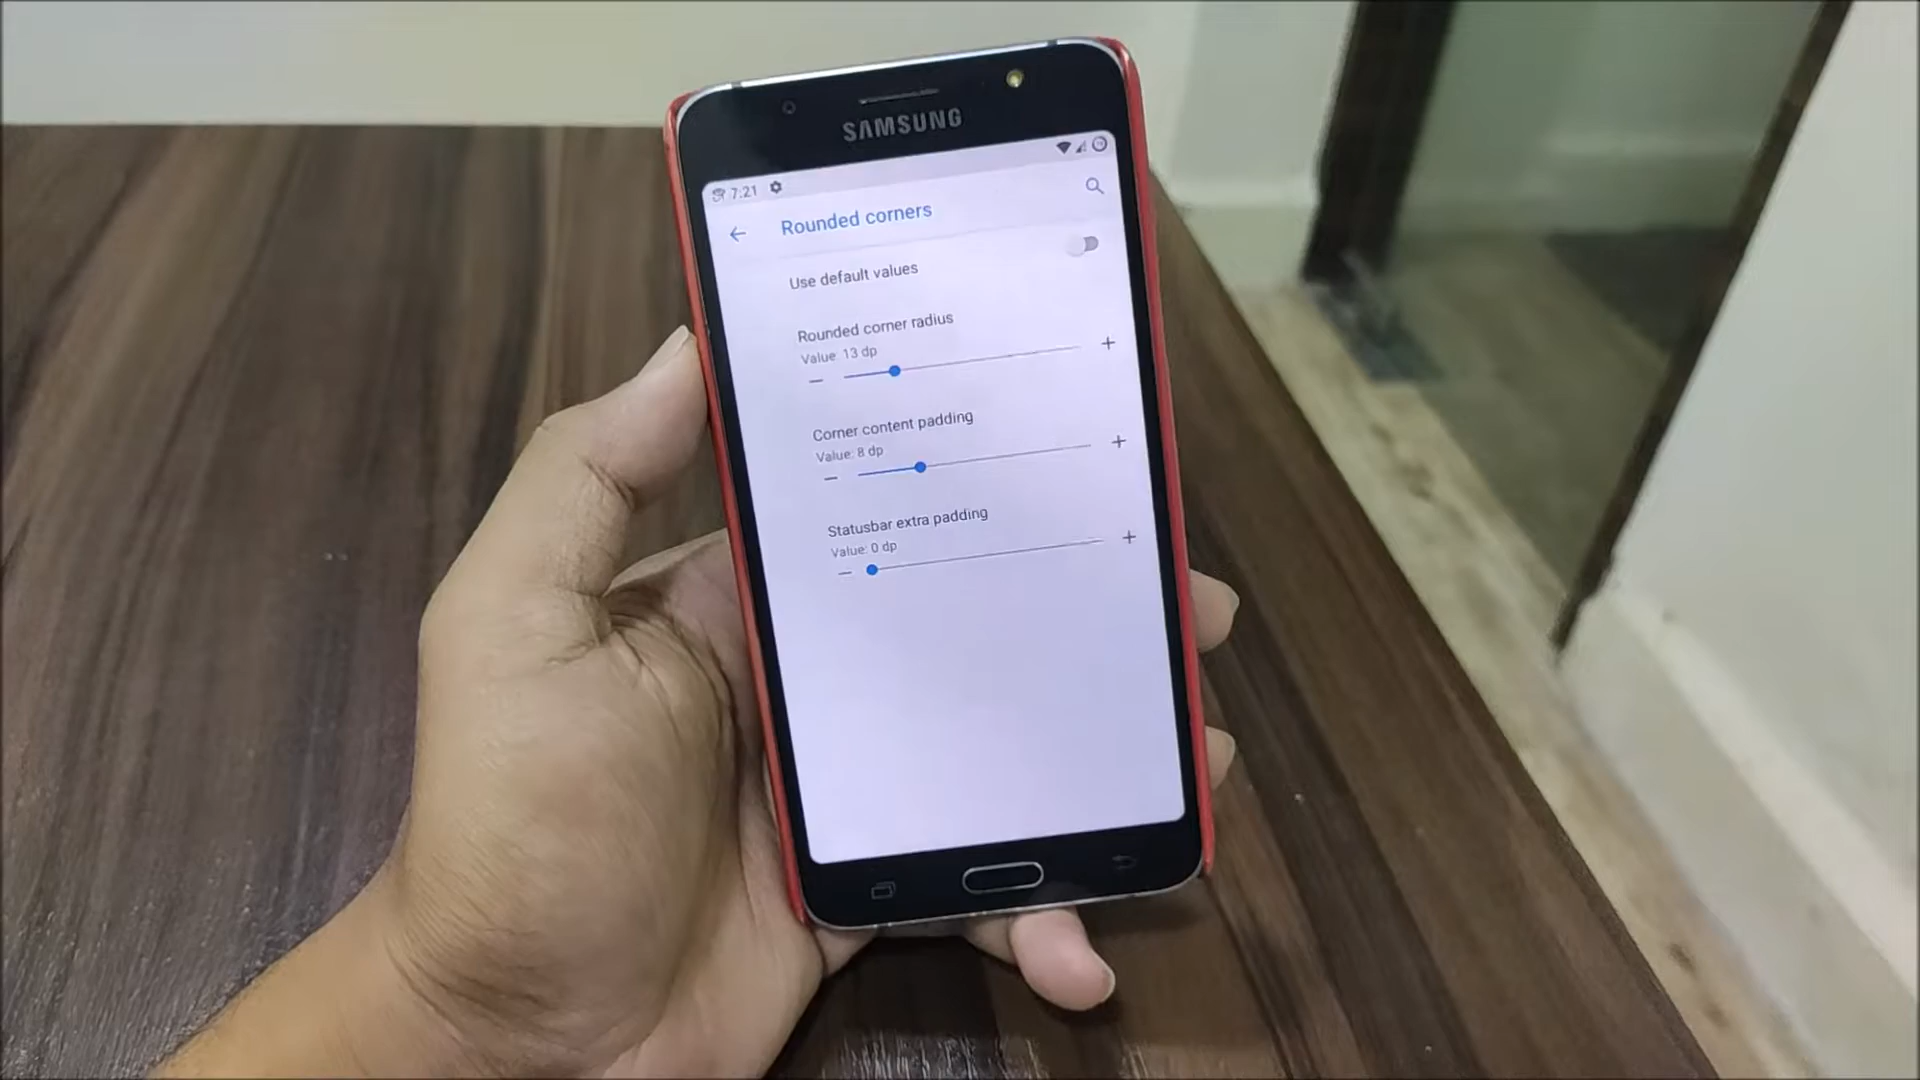 SAMSUNG
7:21
Rounded corners
Use default values
Rounded corner radius
Value: 13 dp
Corner content padding
Value: 8 dp
Statusbar extra padding
Value: 0 dp